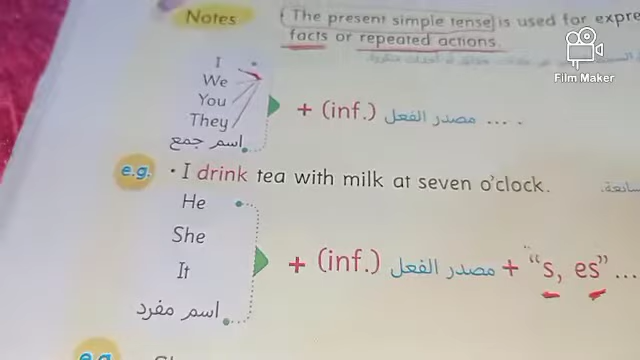 Notes
The present simple tense is used for
facts or repeated actions.
Film Maker
I
We
You
They
اسم جمع
+ (inf.) مصدر الفعل ... .
e.g. • I drink tea with milk at seven o'clock.
He
She
It
اسم مفرد
+ (inf.) مصدر الفعل + "s, es" ...
e.g.